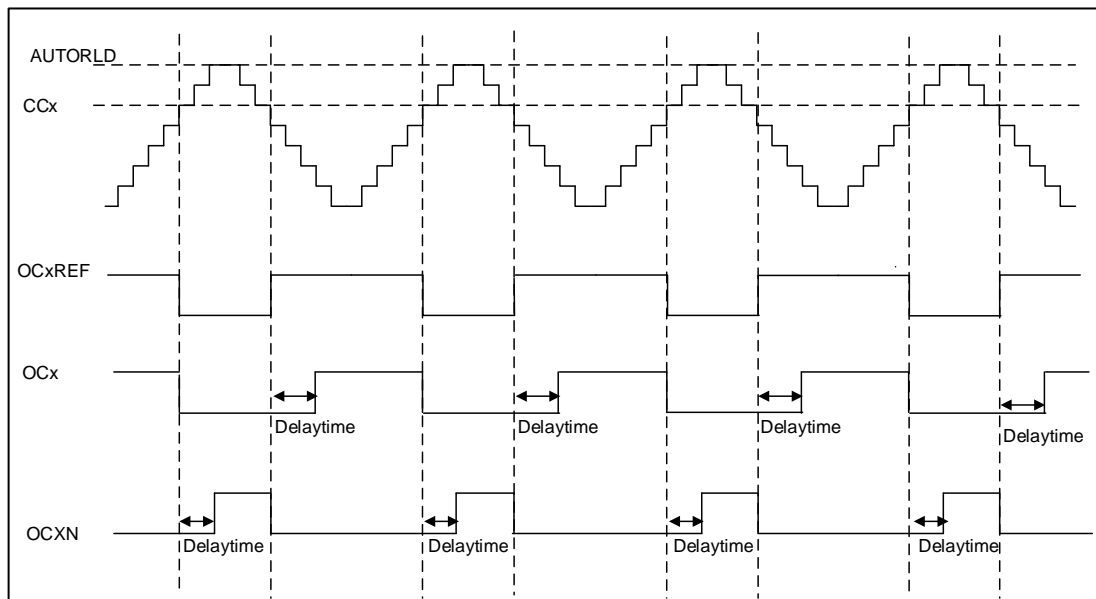 AUTORLD
CCx
OCxREF
OCx
Delaytime
Delaytime
Delaytime
Delaytime
OCXN
Delaytime
Delaytime
Delaytime
Delaytime